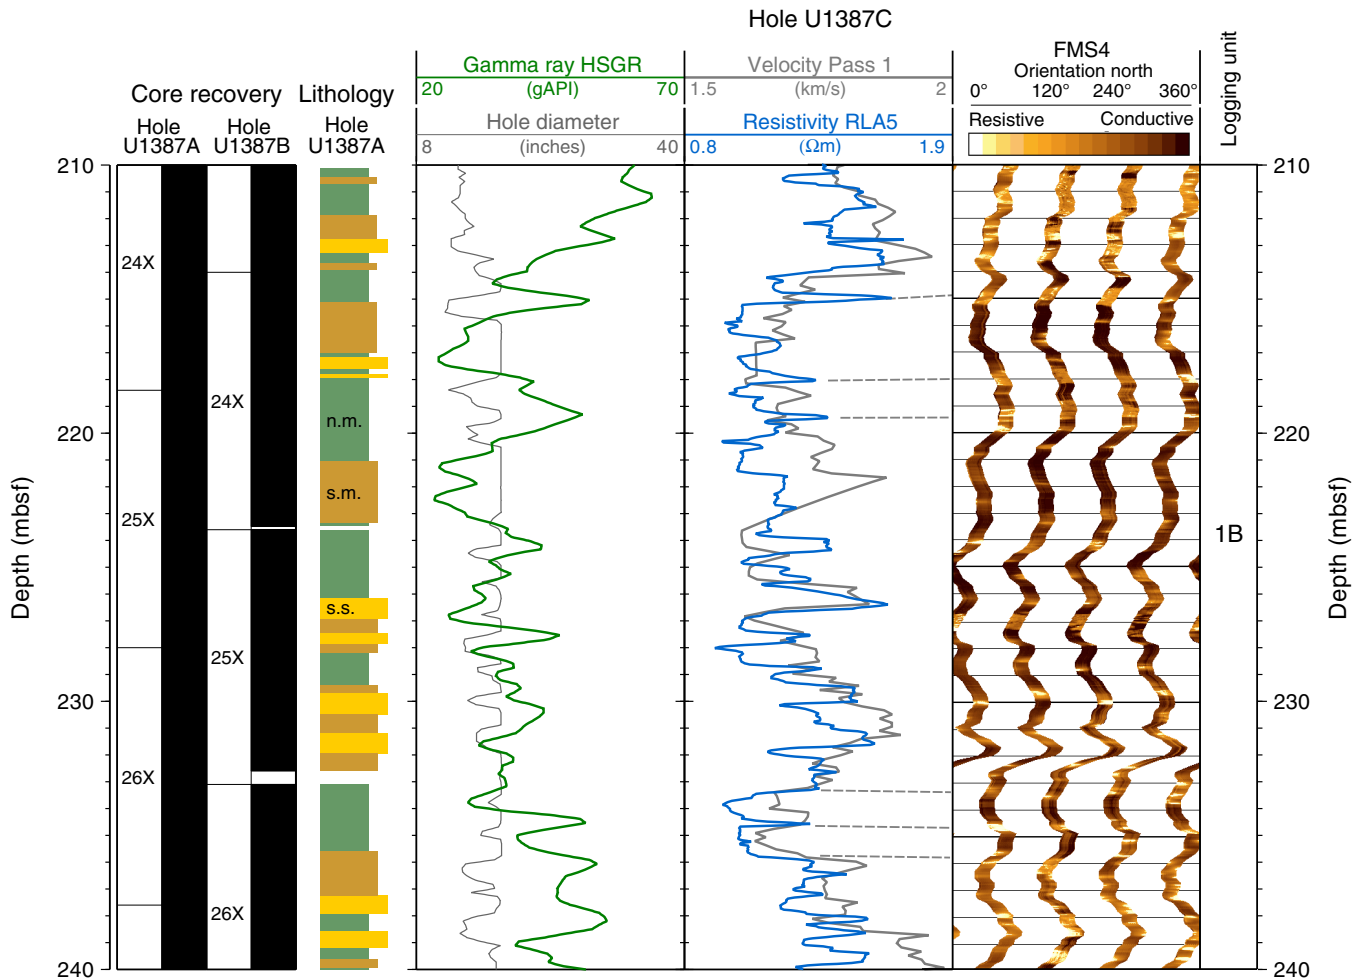 Hole U1387C
Core recovery
Hole
U1387A
Hole
U1387B
Lithology
Hole
U1387A
Gamma ray HSGR
20 (gAPI) 70
Hole diameter
8 (inches) 40
Velocity Pass 1
1.5 (km/s) 2
Resistivity RLA5
0.8 (Ωm) 1.9
FMS4
Orientation north
0° 120° 240° 360°
Resistive Conductive
Logging unit
Depth (mbsf)
210
220
230
240
24X
25X
26X
24X
25X
26X
n.m.
s.m.
s.s.
1B
210
220
230
240
Depth (mbsf)